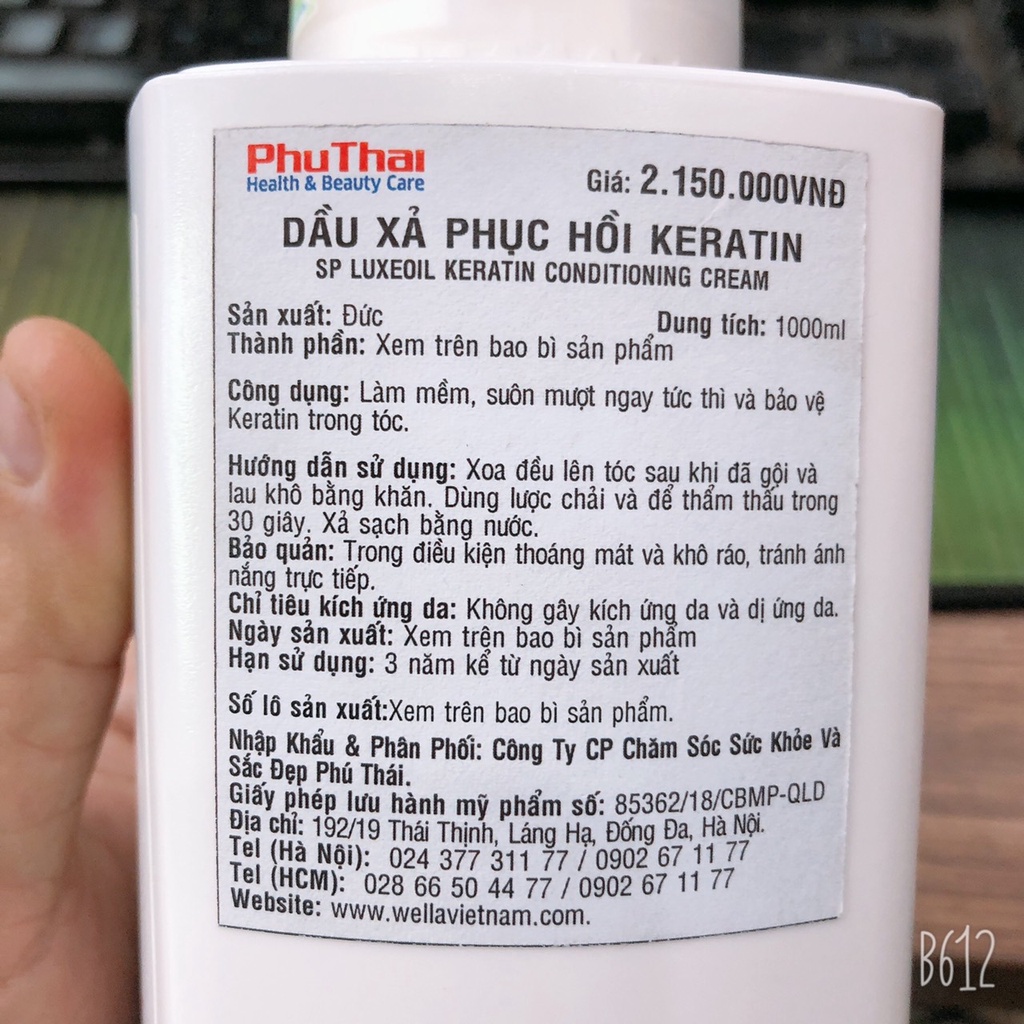 PhuThai
Health & Beauty Care
Giá: 2.150.000VNĐ
DẦU XẢ PHỤC HỒI KERATIN
SP LUXEOIL KERATIN CONDITIONING CREAM
Sản xuất: Đức
Dung tích: 1000ml
Thành phần: Xem trên bao bì sản phẩm
Công dụng: Làm mềm, suôn mượt ngay tức thì và bảo vệ
Keratin trong tóc.
Hướng dẫn sử dụng: Xoa đều lên tóc sau khi đã gội và
lau khô bằng khăn. Dùng lược chải và để thẩm thấu trong
30 giây. Xả sạch bằng nước.
Bảo quản: Trong điều kiện thoáng mát và khô ráo, tránh ánh
nắng trực tiếp.
Chỉ tiêu kích ứng da: Không gây kích ứng da và dị ứng da.
Ngày sản xuất: Xem trên bao bì sản phẩm
Hạn sử dụng: 3 năm kể từ ngày sản xuất
Số lô sản xuất:Xem trên bao bì sản phẩm.
Nhập Khẩu & Phân Phối: Công Ty CP Chăm Sóc Sức Khỏe Và
Sắc Đẹp Phú Thái.
Giấy phép lưu hành mỹ phẩm số: 85362/18/CBMP-QLD
Địa chỉ: 192/19 Thái Thịnh, Láng Hạ, Đống Đa, Hà Nội.
Tel (Hà Nội): 024 377 311 77 / 0902 67 11 77
Tel (HCM): 028 66 50 44 77 / 0902 67 11 77
Website: www.wellavietnam.com.
B612